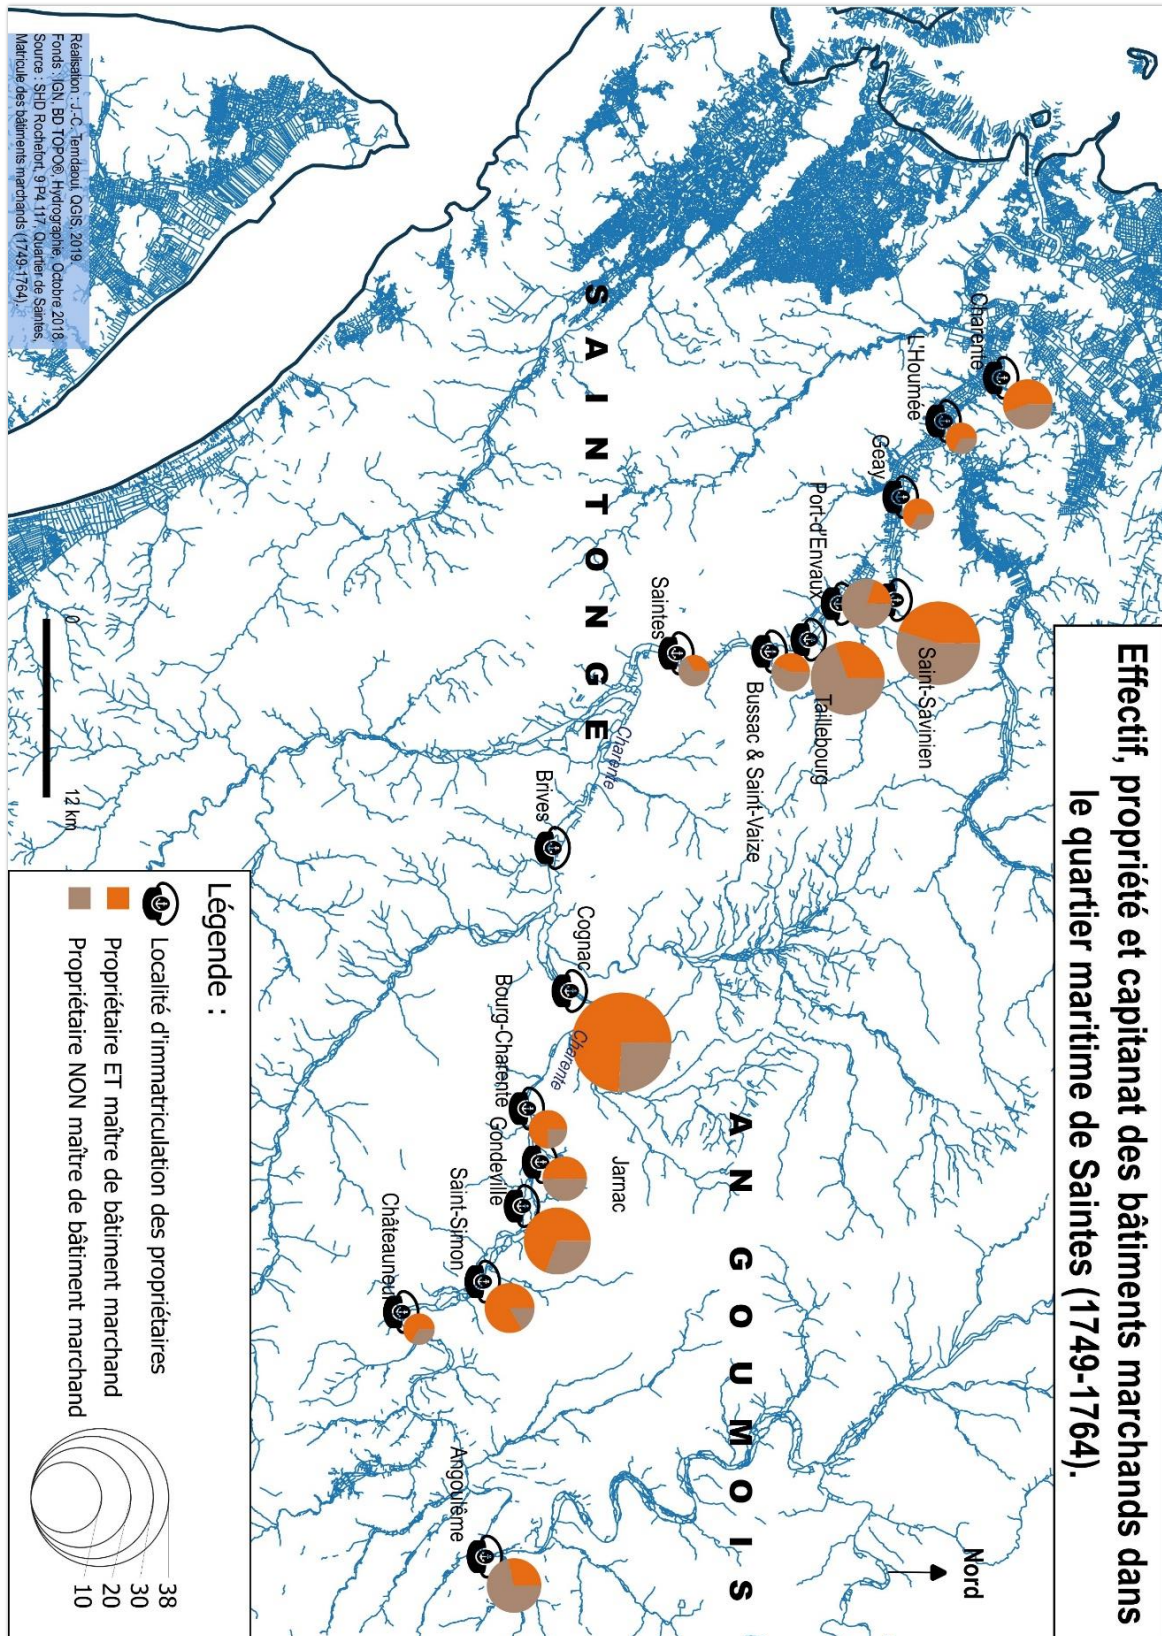 Effectif, propriété et capitanat des bâtiments marchands dans
le quartier maritime de Saintes (1749-1764).
Nord
Charente
L'Houmée
Geay
Port-d'Envaux
Saint-Savinien
Taillebourg
Bussac & Saint-Vaize
Saintes
SAINTONGE
Charente
Brives
Cognac
Charente
Bourg-Charente
Jarnac
Gondeville
Saint-Simon
Châteauneuf
ANGOUMOIS
Angoulême
Réalisation : J.-C. Temdaoui, QGIS, 2019.
Fonds : IGN, BD TOPO®, Hydrographie, Octobre 2018.
Source : SHD Rochefort, 9 P4 117, Quartier de Saintes,
Matricule des bâtiments marchands (1749-1764).
0
12 km
Légende :
Localité d'immatriculation des propriétaires
Propriétaire ET maître de bâtiment marchand
Propriétaire NON maître de bâtiment marchand
38
30
20
10